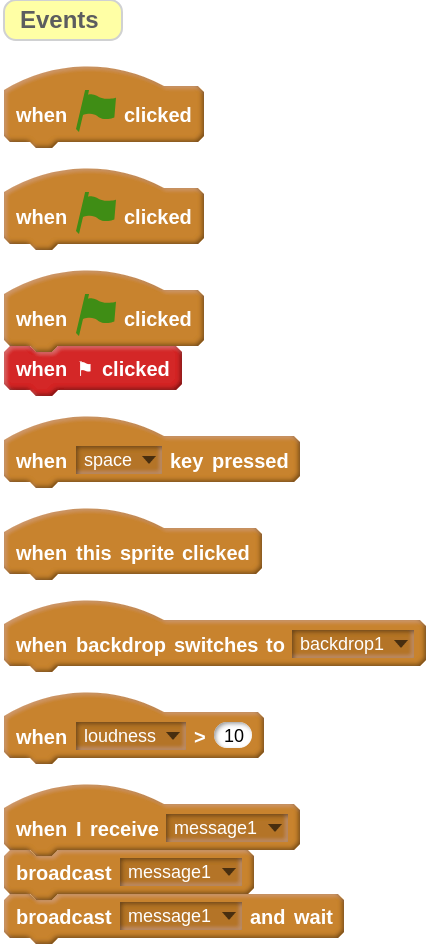 Events
when clicked
when clicked
when clicked
when ⚑ clicked
when space key pressed
when this sprite clicked
when backdrop switches to backdrop1
when loudness > 10
when I receive message1
broadcast message1
broadcast message1 and wait